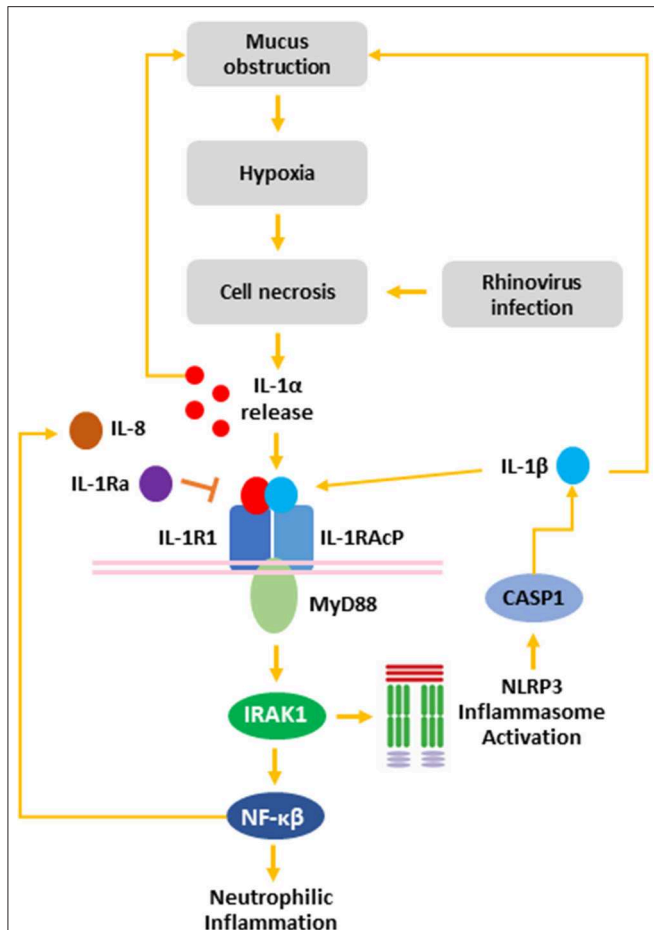 Mucus
obstruction
Hypoxia
Cell necrosis
Rhinovirus
infection
IL-1α
release
IL-8
IL-1β
IL-1Ra
IL-1R1
IL-1RAcP
MyD88
CASP1
IRAK1
NLRP3
Inflammasome
Activation
NF-κβ
Neutrophilic
Inflammation